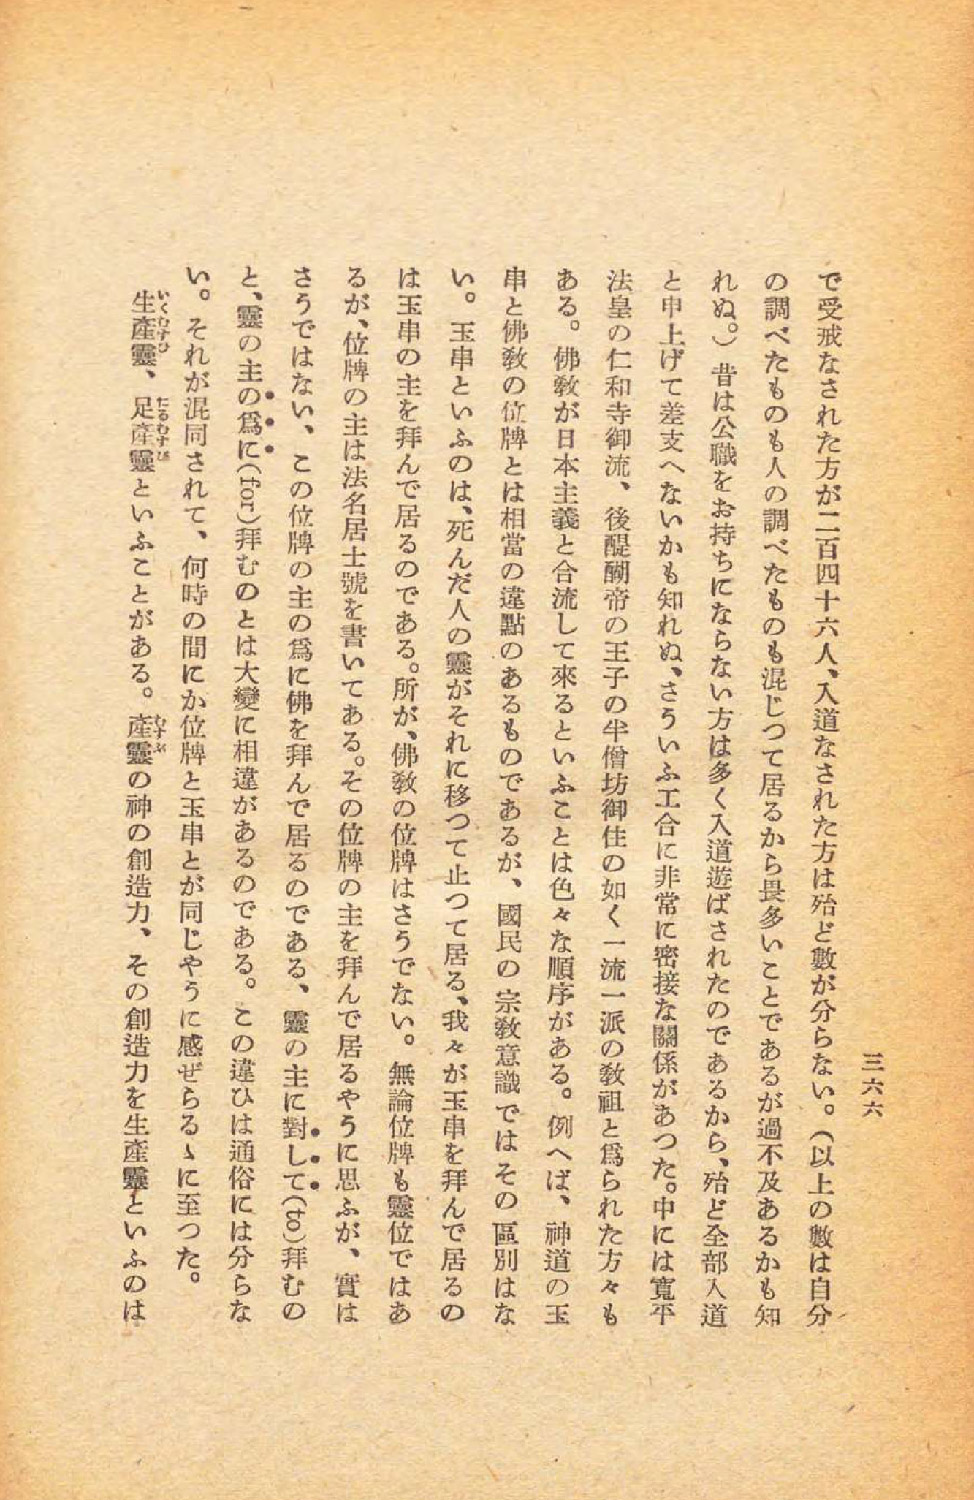 三六六
で受戒なされた方が二百四十六人、入道なされた方は殆ど數が分らない。（以上の數は自分
の調べたものも人の調べたものも混じつて居るから畏多いことであるが過不及あるかも知
れぬ。）昔は公職をお持ちにならない方は多く入道遊ばされたのであるから、殆ど全部入道
と申上げて差支へないかも知れぬ、さういふ工合に非常に密接な關係があつた。中には寬平
法皇の仁和寺御流、後醍醐帝の王子の半僧坊御住の如く一流一派の敎祖と爲られた方々も
ある。佛敎が日本主義と合流して來るといふことは色々な順序がある。例へば、神道の玉
串と佛敎の位牌とは相當の違點のあるものであるが、國民の宗敎意識ではその區別はな
い。玉串といふのは、死んだ人の靈がそれに移つて止つて居る、我々が玉串を拜んで居るの
は玉串の主を拜んで居るのである。所が、佛敎の位牌はさうでない。無論位牌も靈位ではあ
るが、位牌の主は法名居士號を書いてある。その位牌の主を拜んで居るやうに思ふが、實は
さうではない、この位牌の主の爲に佛を拜んで居るのである、靈の主に對して（to）拜むの
と、靈の主の爲に（for）拜むのとは大變に相違があるのである。この違ひは通俗には分らな
い。それが混同されて、何時の間にか位牌と玉串とが同じやうに感ぜらるゝに至つた。
生產靈、足產靈といふことがある。產靈の神の創造力、その創造力を生產靈といふのは